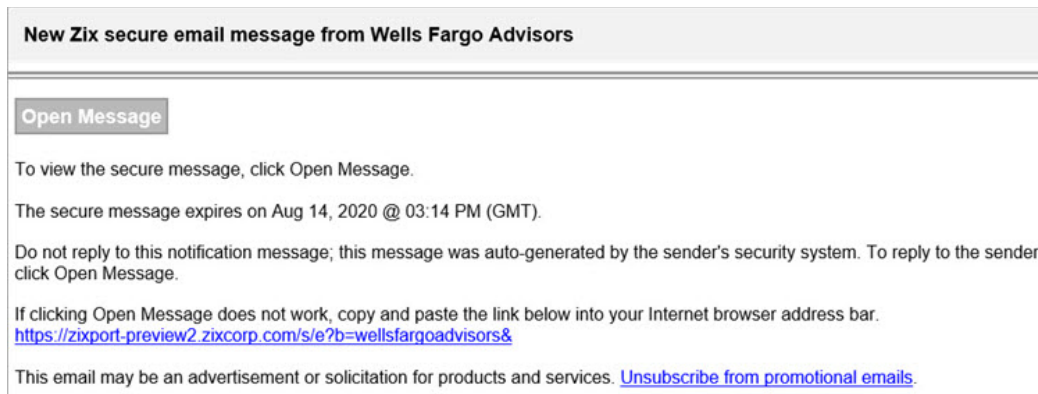 New Zix secure email message from Wells Fargo Advisors
Open Message
To view the secure message, click Open Message.
The secure message expires on Aug 14, 2020 @ 03:14 PM (GMT).
Do not reply to this notification message; this message was auto-generated by the sender's security system. To reply to the sender
click Open Message.
If clicking Open Message does not work, copy and paste the link below into your Internet browser address bar.
https://zixport-preview2.zixcorp.com/s/e?b=wellsfargoadvisors&
This email may be an advertisement or solicitation for products and services. Unsubscribe from promotional emails.